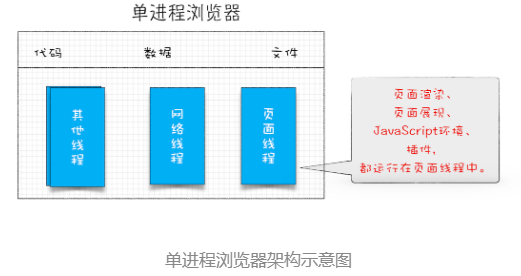 单进程浏览器
代码 数据 文件
其他线程
网络线程
页面线程
页面渲染、
页面展现、
JavaScript环境、
插件，
都运行在页面线程中。
单进程浏览器架构示意图